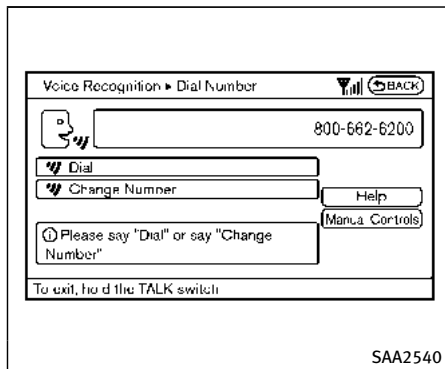 Voice Recognition ▸ Dial Number
BACK
800-662-6200
Dial
Change Number
Help
Manual Controls
Please say "Dial" or say "Change
Number"
To exit, hold the TALK switch
SAA2540